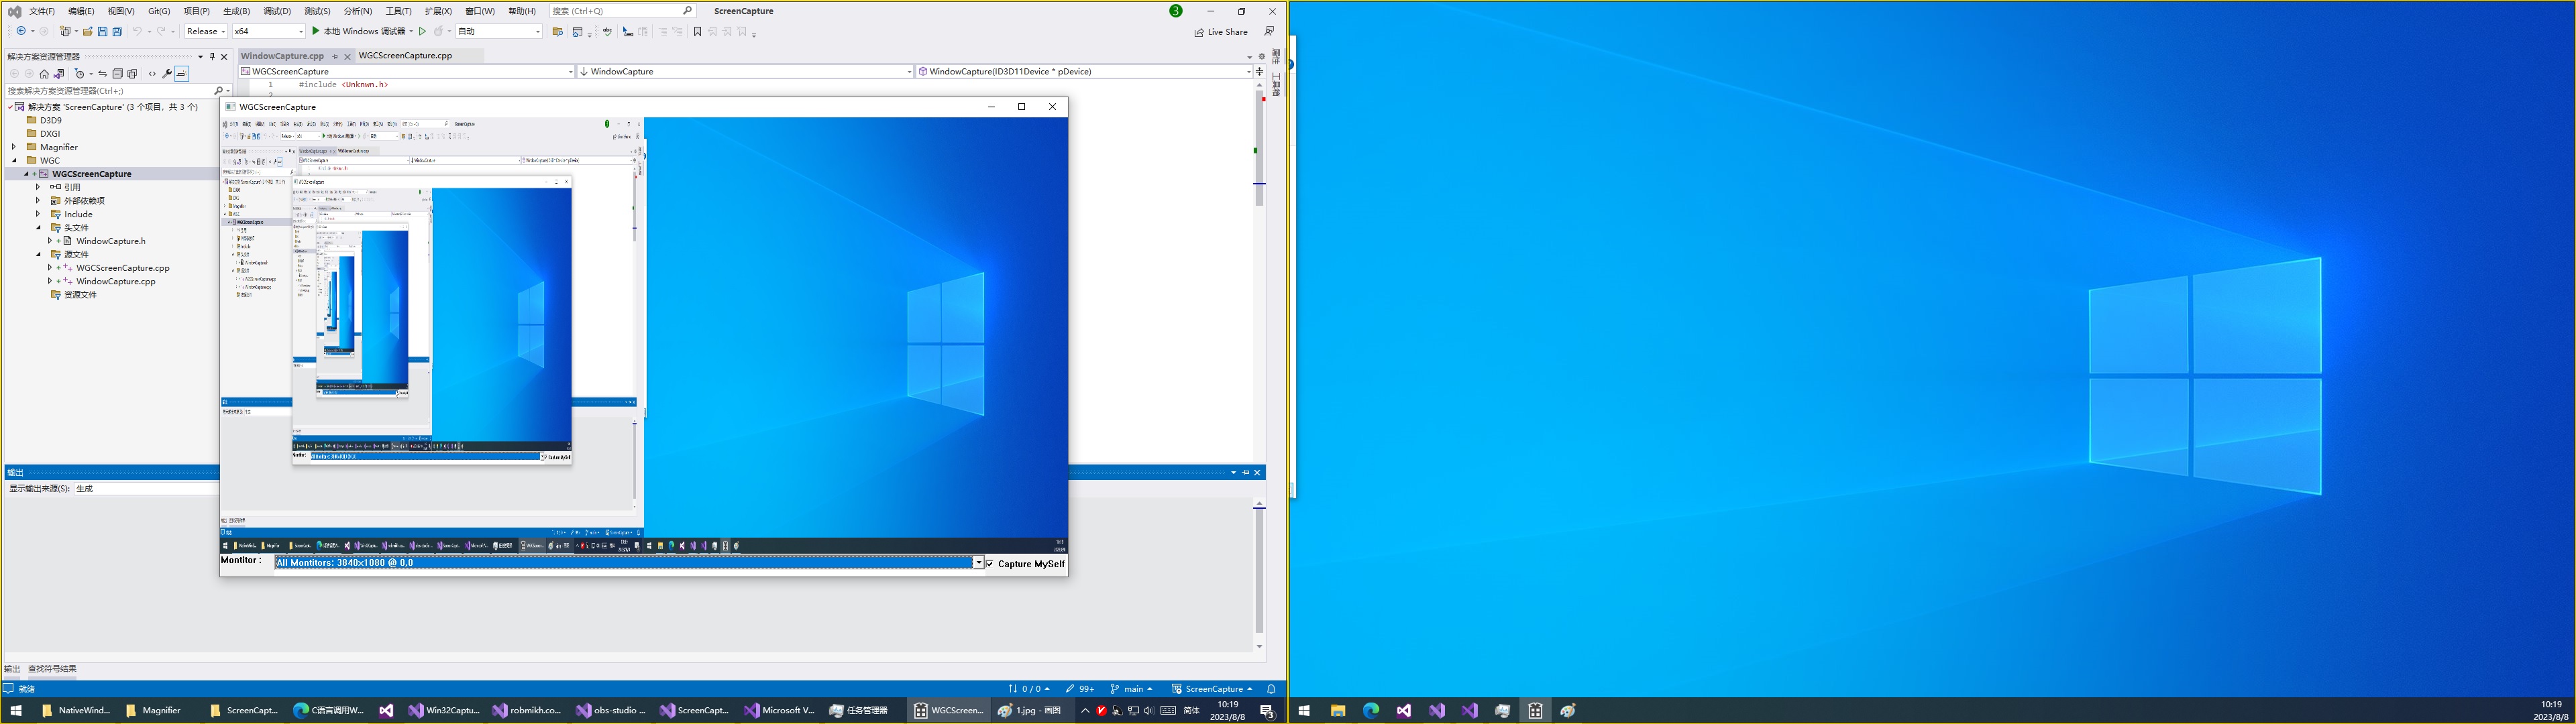 文件(F) 编辑(E) 视图(V) Git(G) 项目(P) 生成(B) 调试(D) 测试(S) 分析(N) 工具(T) 扩展(X) 窗口(W) 帮助(H) 搜索 (Ctrl+Q) ScreenCapture 3
Release x64 本地 Windows 调试器 自动 Live Share
解决方案资源管理器
WindowCapture.cpp WGCScreenCapture.cpp
WGCScreenCapture WindowCapture WindowCapture(ID3D11Device * pDevice)
搜索解决方案资源管理器(Ctrl+;)
1 #include <Unknwn.h>
2
解决方案 'ScreenCapture' (3 个项目, 共 3 个)
D3D9
DXGI
Magnifier
WGC
WGCScreenCapture
引用
外部依赖项
Include
头文件
WindowCapture.h
源文件
WGCScreenCapture.cpp
WindowCapture.cpp
资源文件
属性
工具箱
WGCScreenCapture
Montitor :
All Montitors: 3840x1080 @ 0,0
Capture MySelf
输出
显示输出来源(S): 生成
输出 查找符号结果
就绪 0 / 0 99+ main ScreenCapture
NativeWind... Magnifier ScreenCapt... C语言调用W... Win32Captu... robmikh.co... obs-studio ... ScreenCapt... Microsoft V... 任务管理器 WGCScreen... 1.jpg - 画图 简体
10:19
2023/8/8
3
10:19
2023/8/8